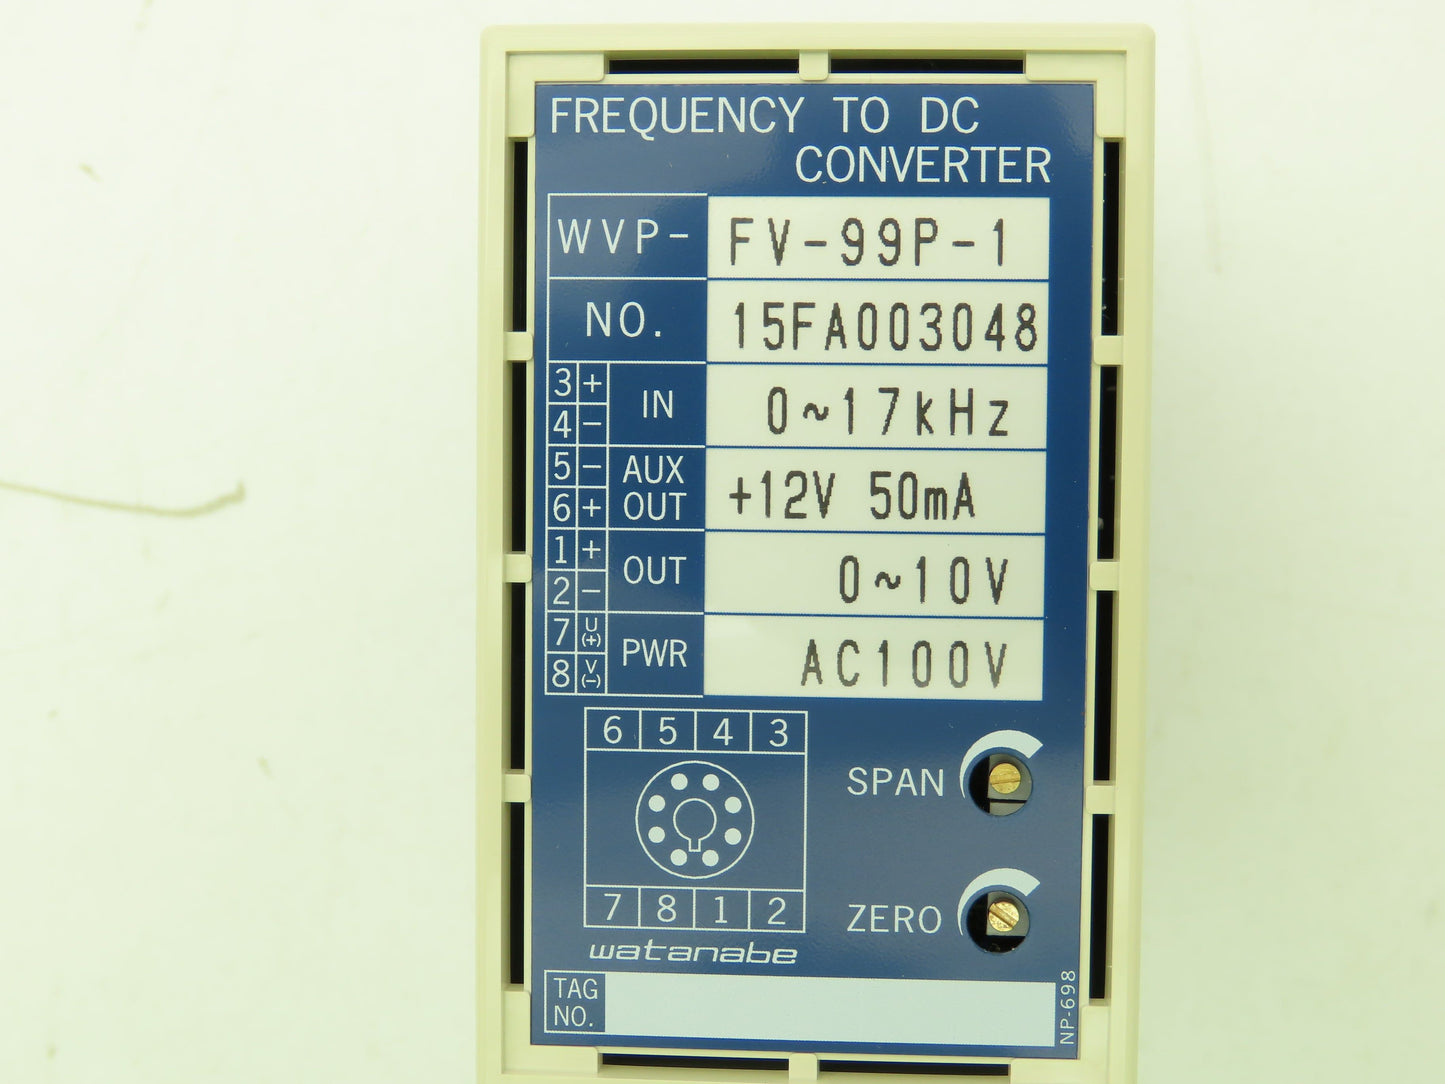 FREQUENCY TO DC
CONVERTER
WVP- FV-99P-1
NO. 15FA003048
3 + IN 0~17kHz
4 -
5 - AUX OUT +12V 50mA
6 +
1 + OUT 0~10V
2 -
7 U (+) PWR AC100V
8 V (-)
6 5 4 3
7 8 1 2
SPAN
ZERO
watanabe
TAG NO.
NP-698